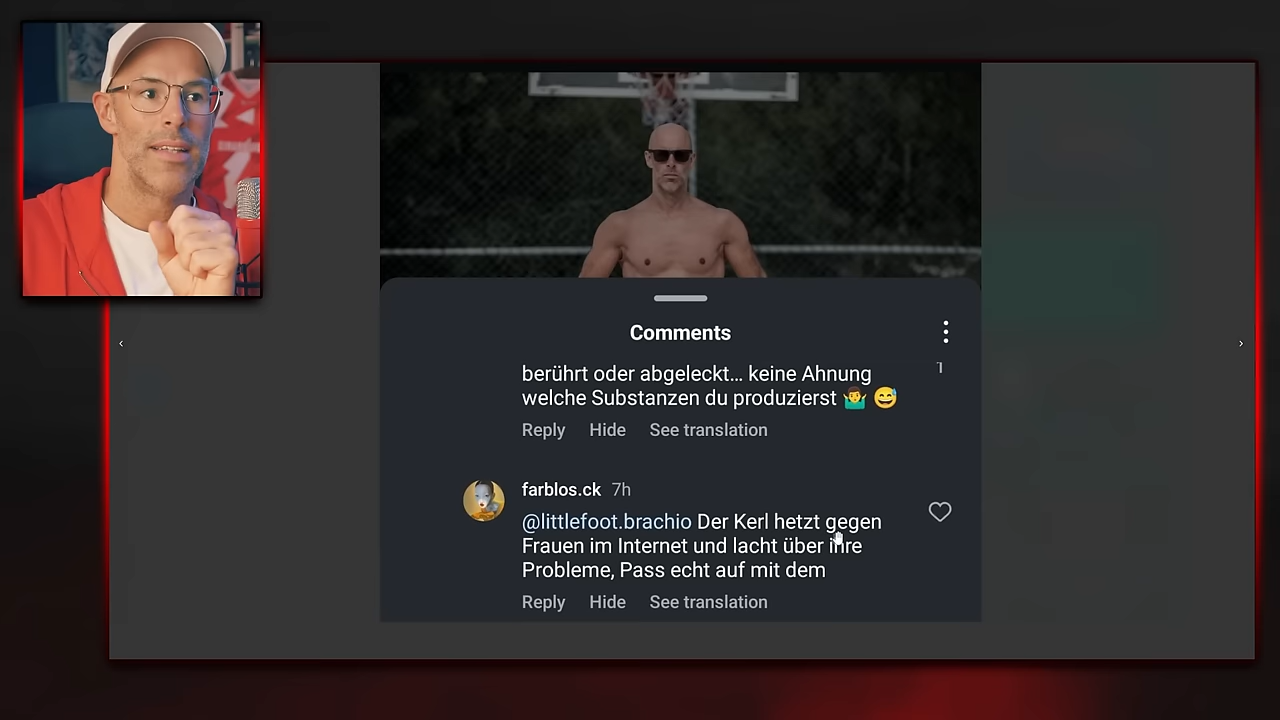 Comments
berührt oder abgeleckt... keine Ahnung
welche Substanzen du produzierst 🤷‍♂️ 😅
1
Reply Hide See translation
farblos.ck 7h
@littlefoot.brachio Der Kerl hetzt gegen
Frauen im Internet und lacht über ihre
Probleme, Pass echt auf mit dem
Reply Hide See translation